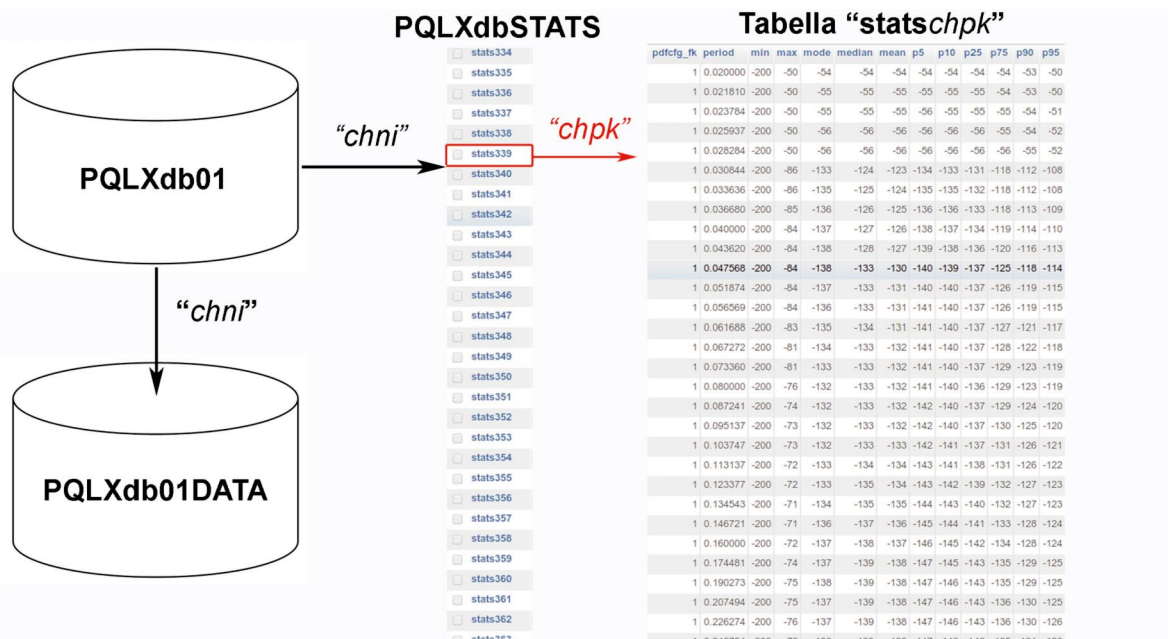 PQLXdbSTATS
Tabella “statschpk”
PQLXdb01
“chni”
“chni”
PQLXdb01DATA
stats334
stats335
stats336
stats337
stats338
stats339
stats340
stats341
stats342
stats343
stats344
stats345
stats346
stats347
stats348
stats349
stats350
stats351
stats352
stats353
stats354
stats355
stats356
stats357
stats358
stats359
stats360
stats361
stats362
“chpk”
pdfcfg_fk period min max mode median mean p5 p10 p25 p75 p90 p95
1 0.020000 -200 -50 -54 -54 -54 -54 -54 -54 -54 -53 -50
1 0.021810 -200 -50 -55 -55 -55 -55 -55 -55 -54 -53 -50
1 0.023784 -200 -50 -55 -55 -55 -56 -55 -55 -55 -54 -51
1 0.025937 -200 -50 -56 -56 -56 -56 -56 -56 -55 -54 -52
1 0.028284 -200 -50 -56 -56 -56 -56 -56 -56 -56 -55 -52
1 0.030844 -200 -86 -133 -124 -123 -134 -133 -131 -118 -112 -108
1 0.033636 -200 -86 -135 -125 -124 -135 -135 -132 -118 -112 -108
1 0.036680 -200 -85 -136 -126 -125 -136 -136 -133 -118 -113 -109
1 0.040000 -200 -84 -137 -127 -126 -138 -137 -134 -119 -114 -110
1 0.043620 -200 -84 -138 -128 -127 -139 -138 -136 -120 -116 -113
1 0.047568 -200 -84 -138 -133 -130 -140 -139 -137 -125 -118 -114
1 0.051874 -200 -84 -137 -133 -131 -140 -140 -137 -126 -119 -115
1 0.056569 -200 -84 -136 -133 -131 -141 -140 -137 -126 -119 -115
1 0.061688 -200 -83 -135 -134 -131 -141 -140 -137 -127 -121 -117
1 0.067272 -200 -81 -134 -133 -132 -141 -140 -137 -128 -122 -118
1 0.073360 -200 -81 -133 -133 -132 -141 -140 -137 -129 -123 -119
1 0.080000 -200 -76 -132 -133 -132 -141 -140 -136 -129 -123 -119
1 0.087241 -200 -74 -132 -133 -132 -142 -140 -137 -129 -124 -120
1 0.095137 -200 -73 -132 -133 -132 -142 -140 -137 -130 -125 -120
1 0.103747 -200 -73 -132 -133 -133 -142 -141 -137 -131 -126 -121
1 0.113137 -200 -72 -133 -134 -134 -143 -141 -138 -131 -126 -122
1 0.123377 -200 -72 -133 -135 -134 -143 -142 -139 -132 -127 -123
1 0.134543 -200 -71 -134 -135 -135 -144 -143 -140 -132 -127 -123
1 0.146721 -200 -71 -136 -137 -136 -145 -144 -141 -133 -128 -124
1 0.160000 -200 -72 -137 -138 -137 -146 -145 -142 -134 -128 -124
1 0.174481 -200 -74 -137 -139 -138 -147 -145 -143 -135 -129 -125
1 0.190273 -200 -75 -138 -139 -138 -147 -146 -143 -135 -129 -125
1 0.207494 -200 -75 -137 -139 -138 -147 -146 -143 -136 -130 -125
1 0.226274 -200 -76 -137 -139 -138 -147 -146 -143 -136 -130 -126